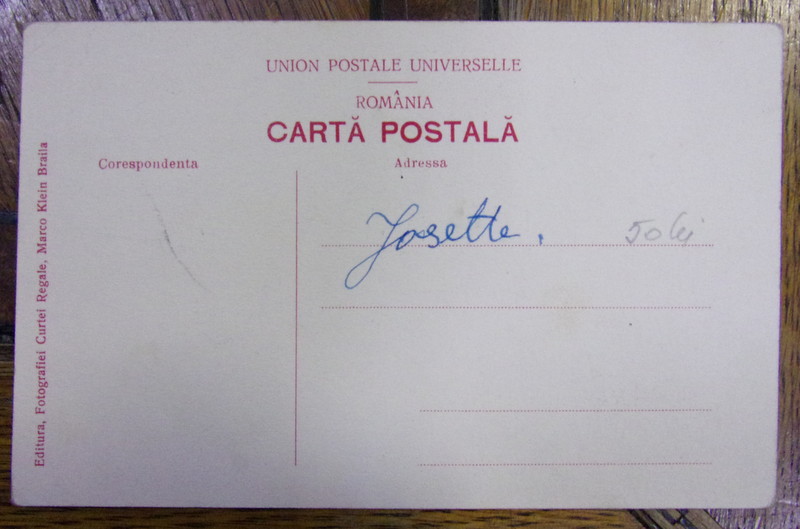 UNION POSTALE UNIVERSELLE
ROMÂNIA
CARTĂ POSTALĂ
Corespondenta
Adressa
Josette.
50 lei
Editura, Fotografiei Curtei Regale, Marco Klein Braila